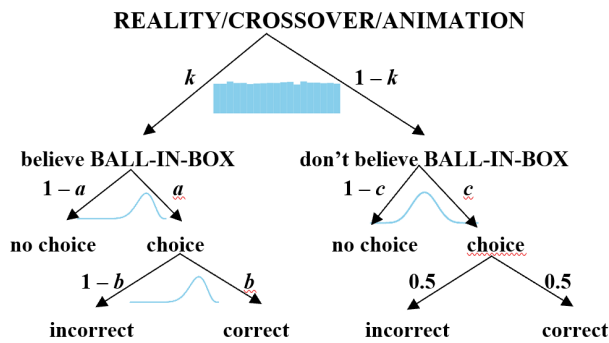 REALITY/CROSSOVER/ANIMATION
k 1 – k
believe BALL-IN-BOX don't believe BALL-IN-BOX
1 – a a 1 – c c
no choice choice no choice choice
1 – b b 0.5 0.5
incorrect correct incorrect correct